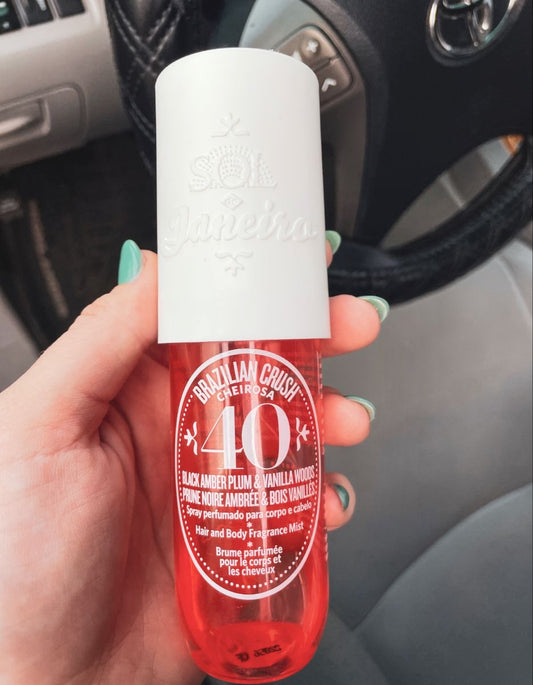 SOL
de
Janeiro
BRAZILIAN CRUSH™
CHEIROSA
40
BLACK AMBER PLUM & VANILLA WOODS
PRUNE NOIRE AMBRÉE & BOIS VANILLÉS
Spray perfumado para corpo e cabelo
Hair and Body Fragrance Mist
Brume parfumée
pour le corps et
les cheveux